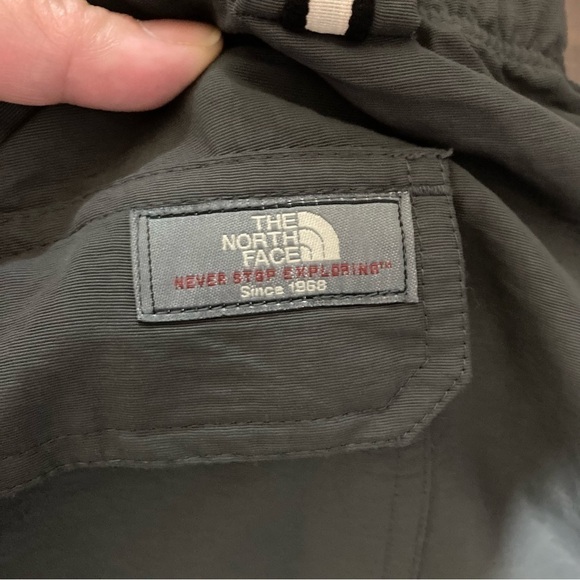 THE
NORTH
FACE
NEVER STOP EXPLORING™
Since 1968